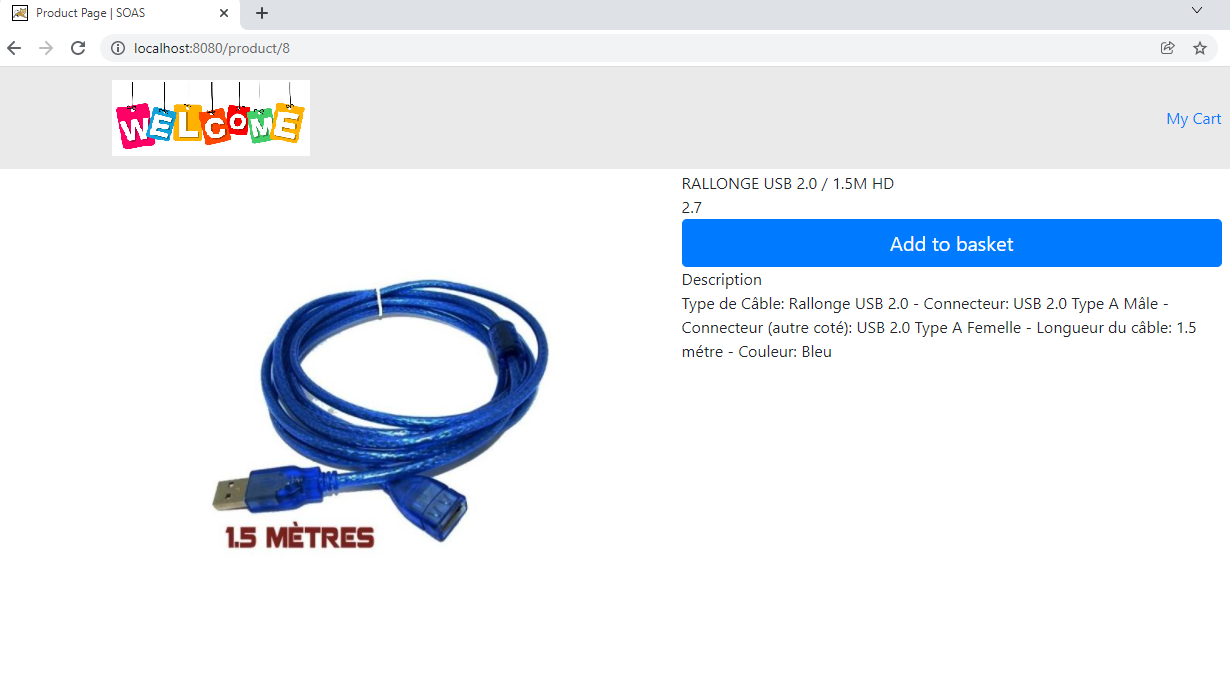 Product Page | SOAS
localhost:8080/product/8
WELCOME
My Cart
RALLONGE USB 2.0 / 1.5M HD
2.7
Add to basket
Description
Type de Câble: Rallonge USB 2.0 - Connecteur: USB 2.0 Type A Mâle -
Connecteur (autre coté): USB 2.0 Type A Femelle - Longueur du câble: 1.5
métre - Couleur: Bleu
1.5 MÈTRES